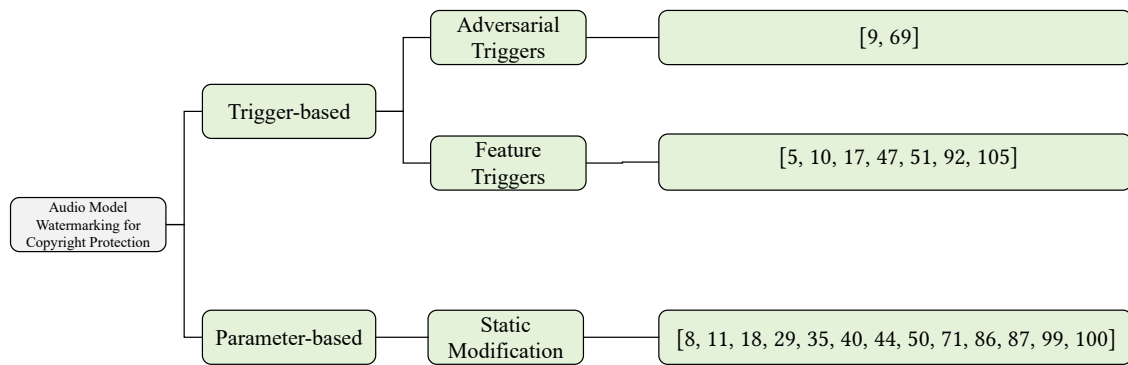 Adversarial
Triggers
[9, 69]
Trigger-based
Feature
Triggers
[5, 10, 17, 47, 51, 92, 105]
Audio Model
Watermarking for
Copyright Protection
Parameter-based
Static
Modification
[8, 11, 18, 29, 35, 40, 44, 50, 71, 86, 87, 99, 100]